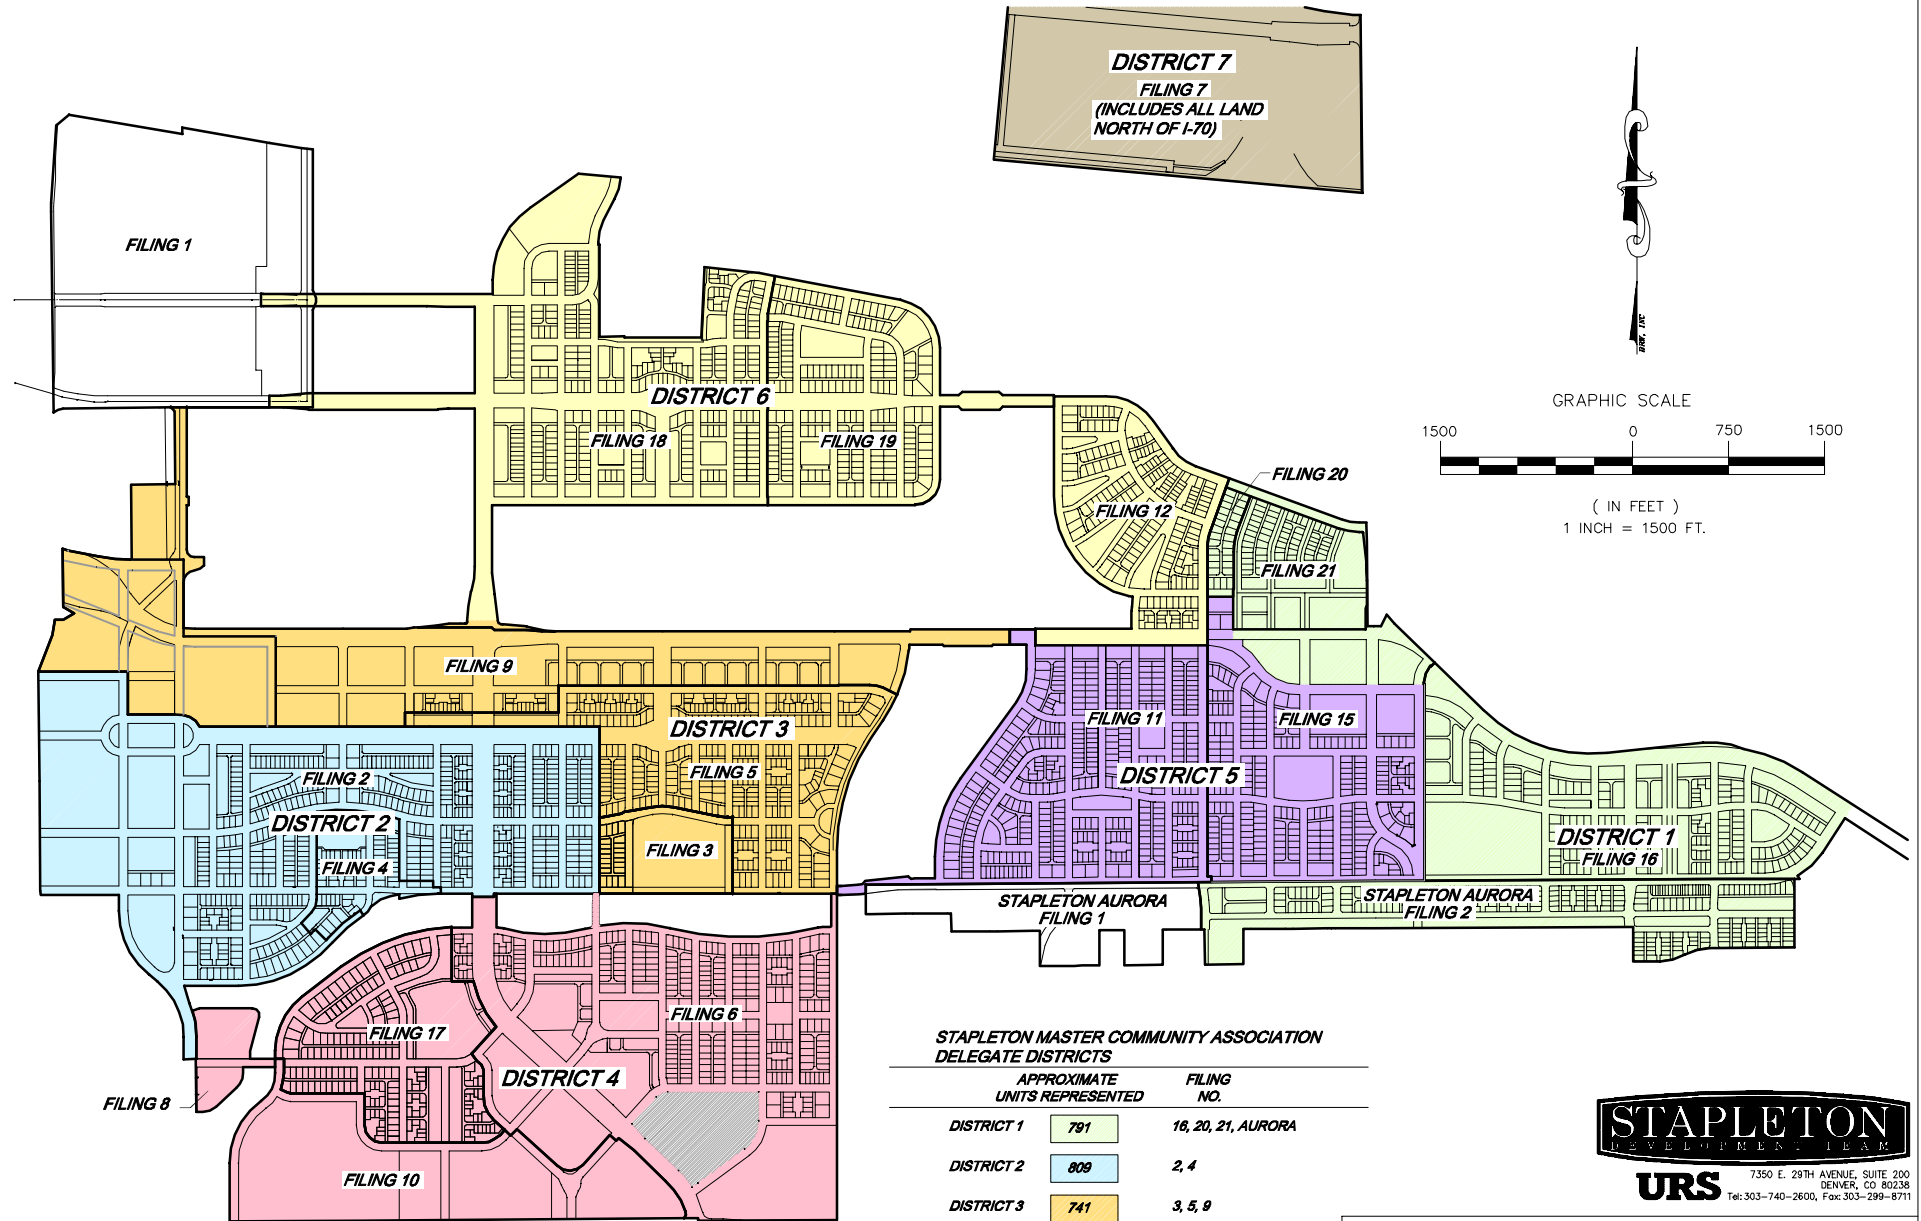 DISTRICT 7
FILING 7
(INCLUDES ALL LAND
NORTH OF I-70)
FILING 1
DRW, INC
GRAPHIC SCALE
1500 0 750 1500
( IN FEET )
1 INCH = 1500 FT.
DISTRICT 6
FILING 18
FILING 19
FILING 20
FILING 12
FILING 21
FILING 9
DISTRICT 3
FILING 5
FILING 3
FILING 11
FILING 15
DISTRICT 5
FILING 2
DISTRICT 2
FILING 4
DISTRICT 1
FILING 16
STAPLETON AURORA
FILING 1
STAPLETON AURORA
FILING 2
FILING 6
FILING 17
DISTRICT 4
FILING 8
FILING 10
STAPLETON MASTER COMMUNITY ASSOCIATION
DELEGATE DISTRICTS
APPROXIMATE FILING
UNITS REPRESENTED NO.
DISTRICT 1 791 16, 20, 21, AURORA
DISTRICT 2 809 2, 4
DISTRICT 3 741 3, 5, 9
STAPLETON
DEVELOPMENT TEAM
URS
7350 E. 29TH AVENUE, SUITE 200
DENVER, CO 80238
Tel:303-740-2600, Fax:303-299-8711